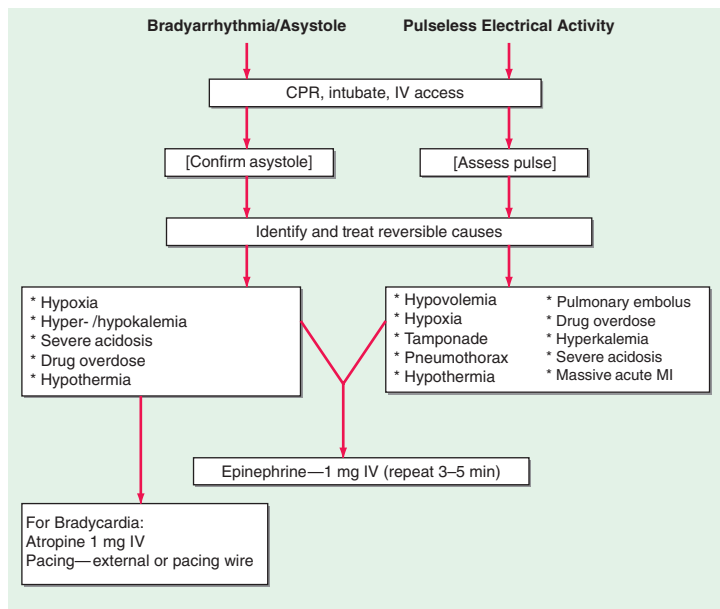 Bradyarrhythmia/Asystole
Pulseless Electrical Activity
CPR, intubate, IV access
[Confirm asystole]
[Assess pulse]
Identify and treat reversible causes
* Hypoxia
* Hyper- /hypokalemia
* Severe acidosis
* Drug overdose
* Hypothermia
* Hypovolemia
* Hypoxia
* Tamponade
* Pneumothorax
* Hypothermia
* Pulmonary embolus
* Drug overdose
* Hyperkalemia
* Severe acidosis
* Massive acute MI
Epinephrine—1 mg IV (repeat 3–5 min)
For Bradycardia:
Atropine 1 mg IV
Pacing—external or pacing wire